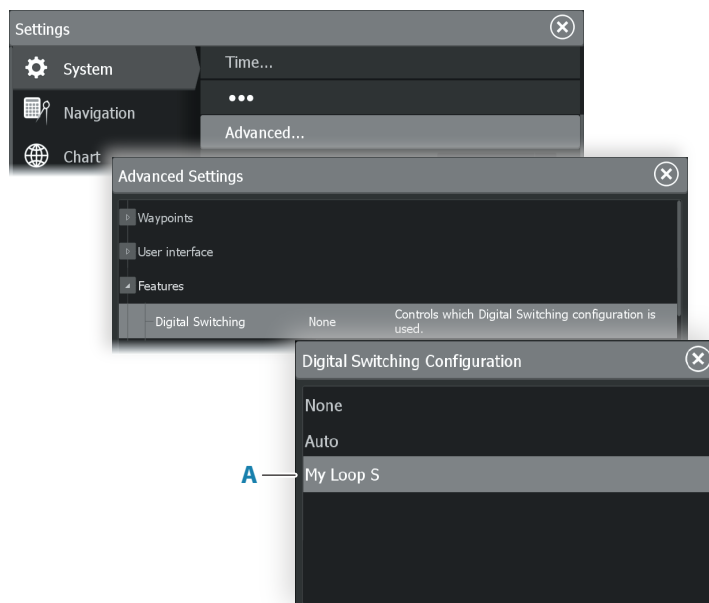 Settings
System
Time...
Navigation
•••
Chart
Advanced...
Advanced Settings
Waypoints
User interface
Features
Digital Switching None Controls which Digital Switching configuration is
used.
Digital Switching Configuration
None
Auto
A
My Loop S